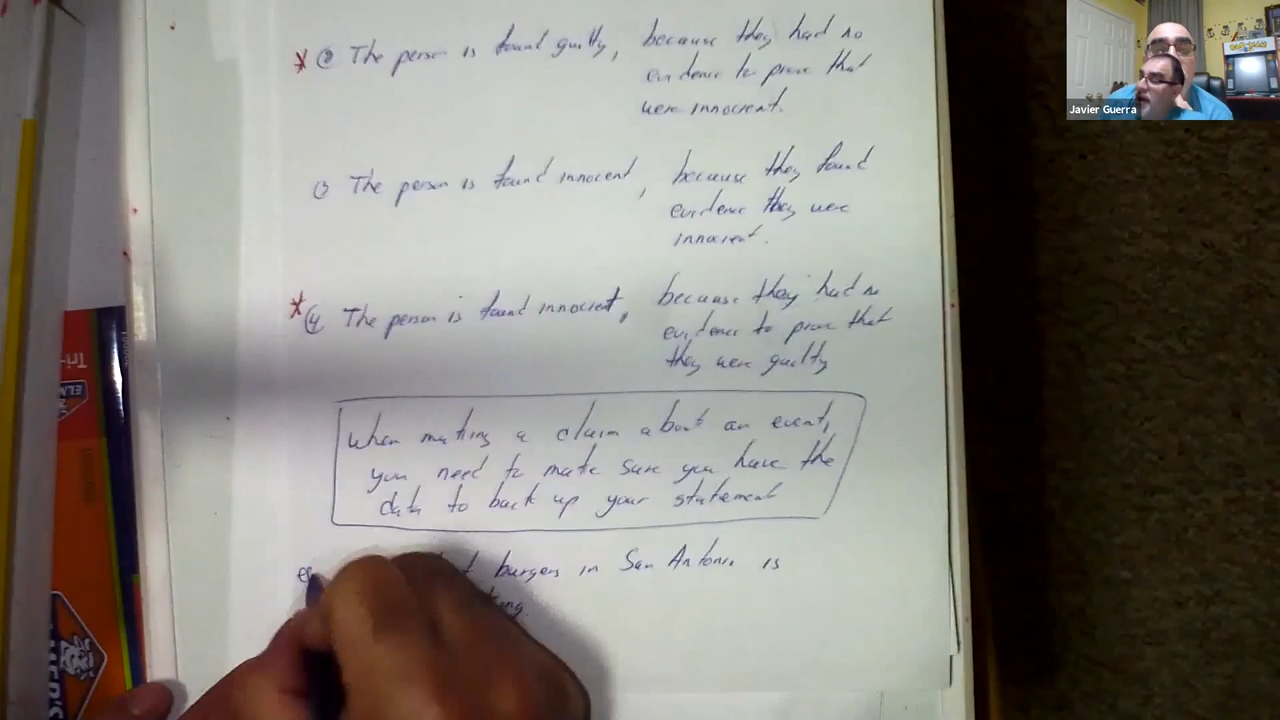 * ② The person is found guilty, because they had no
evidence to prove that
were innocent.
③ The person is found innocent, because they found
evidence they were
innocent.
* ④ The person is found innocent, because they had no
evidence to prove that
they were guilty
When making a claim about an event,
you need to make sure you have the
data to back up your statement
burgers in San Antonio is
Javier Guerra
Tri-
ELM
MER'S